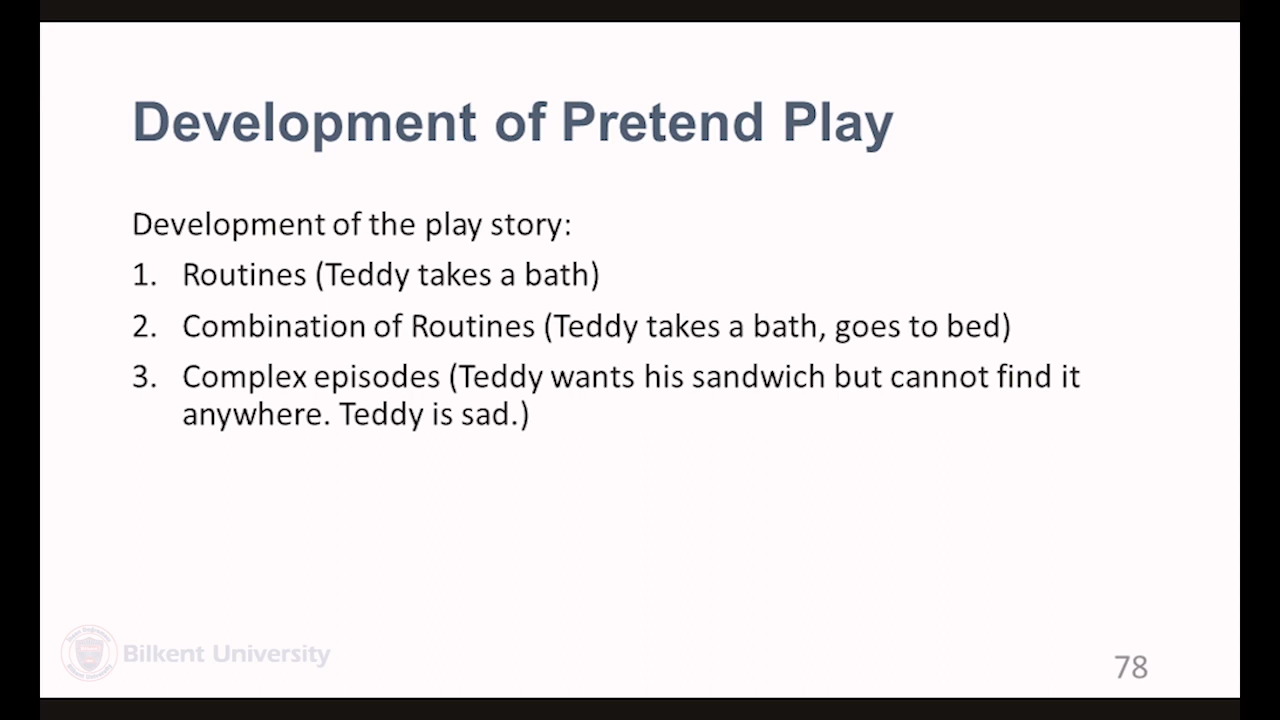 Development of Pretend Play
Development of the play story:
1. Routines (Teddy takes a bath)
2. Combination of Routines (Teddy takes a bath, goes to bed)
3. Complex episodes (Teddy wants his sandwich but cannot find it
anywhere. Teddy is sad.)
Bilkent University
78